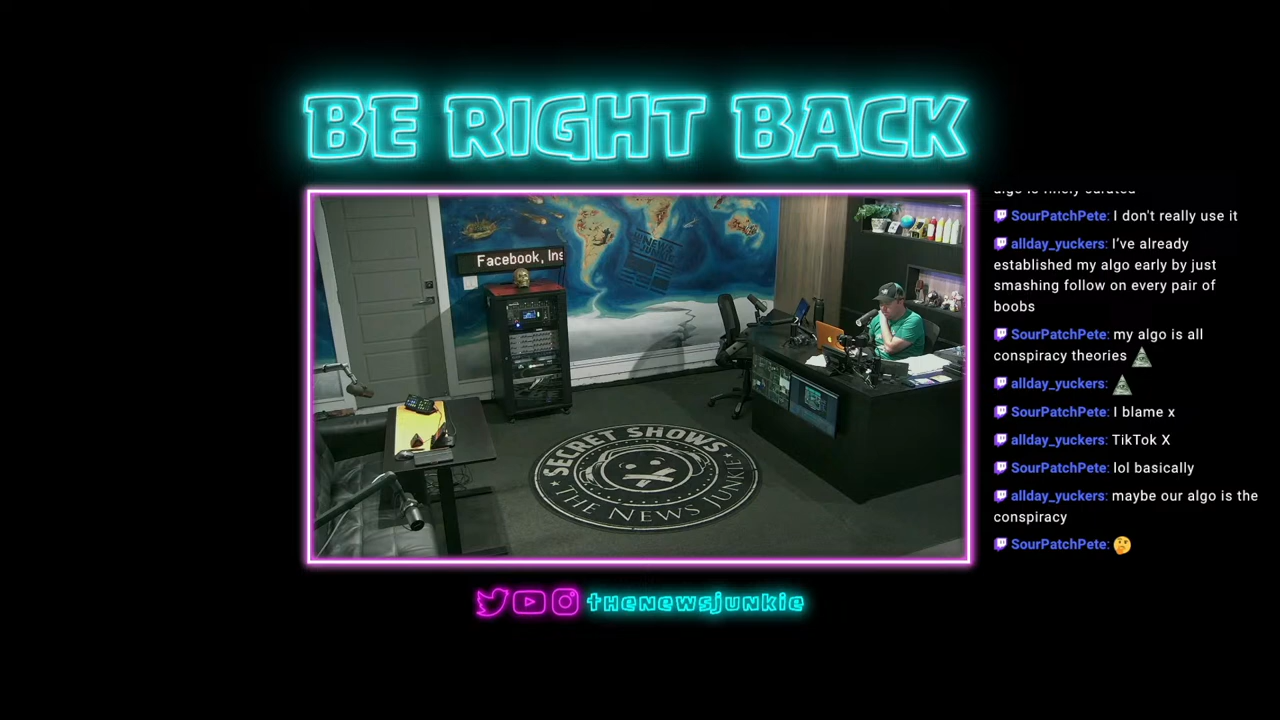 BE RIGHT BACK
SourPatchPete: I don't really use it
allday_yuckers: I've already
established my algo early by just
smashing follow on every pair of
boobs
SourPatchPete: my algo is all
conspiracy theories
allday_yuckers:
SourPatchPete: I blame x
allday_yuckers: TikTok X
SourPatchPete: lol basically
allday_yuckers: maybe our algo is the
conspiracy
SourPatchPete: 🤔
Facebook, Ins
NEWS
JUNKIE
SECRET SHOWS
THE NEWS JUNKIE
thenewsjunkie